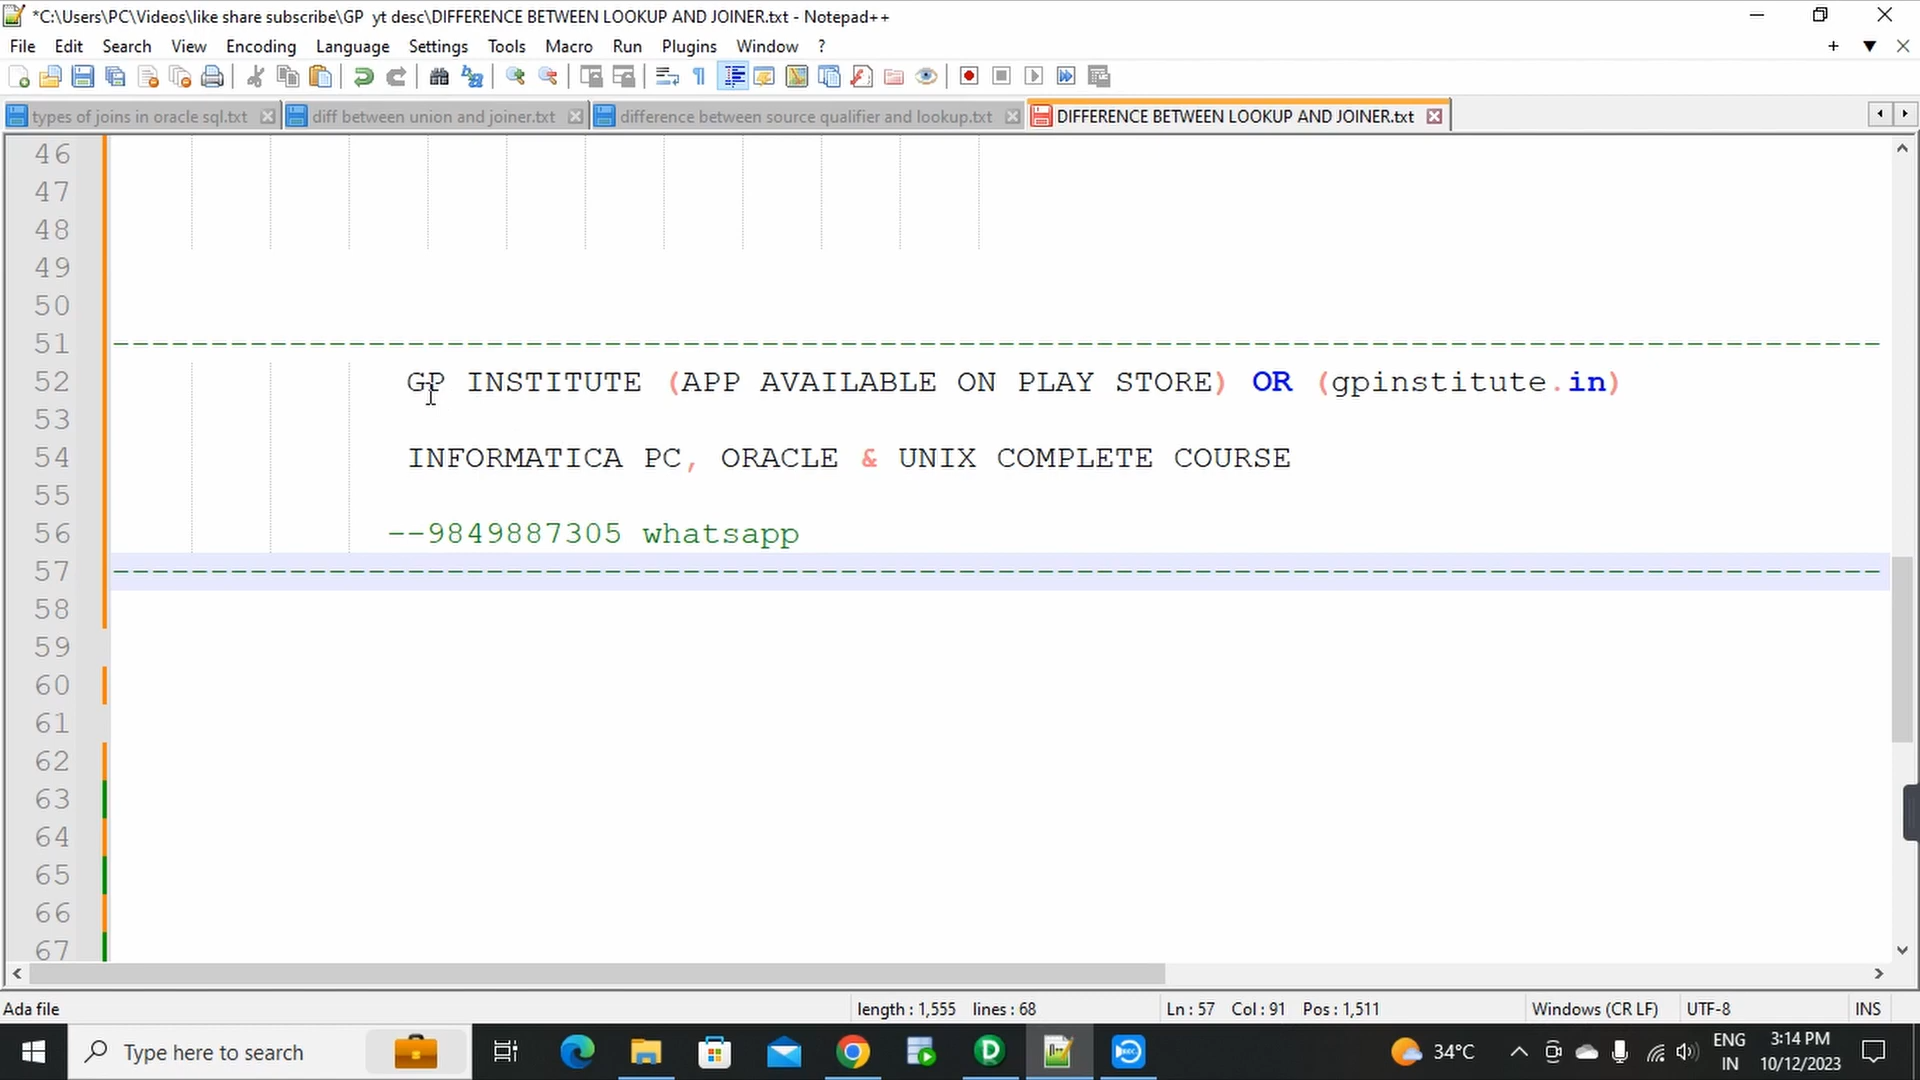 *C:\Users\PC\Videos\like share subscribe\GP  yt desc\DIFFERENCE BETWEEN LOOKUP AND JOINER.txt - Notepad++
File Edit Search View Encoding Language Settings Tools Macro Run Plugins Window ?
types of joins in oracle sql.txt diff between union and joiner.txt difference between source qualifier and lookup.txt DIFFERENCE BETWEEN LOOKUP AND JOINER.txt
46
47
48
49
50
51 ------------------------------------------------------------------------------------------
52 GP INSTITUTE (APP AVAILABLE ON PLAY STORE) OR (gpinstitute.in)
53
54 INFORMATICA PC, ORACLE & UNIX COMPLETE COURSE
55
56 --9849887305 whatsapp
57 ------------------------------------------------------------------------------------------
58
59
60
61
62
63
64
65
66
67
Ada file length : 1,555 lines : 68 Ln : 57 Col : 91 Pos : 1,511 Windows (CR LF) UTF-8 INS
Type here to search 34°C ENG 3:14 PM
IN 10/12/2023